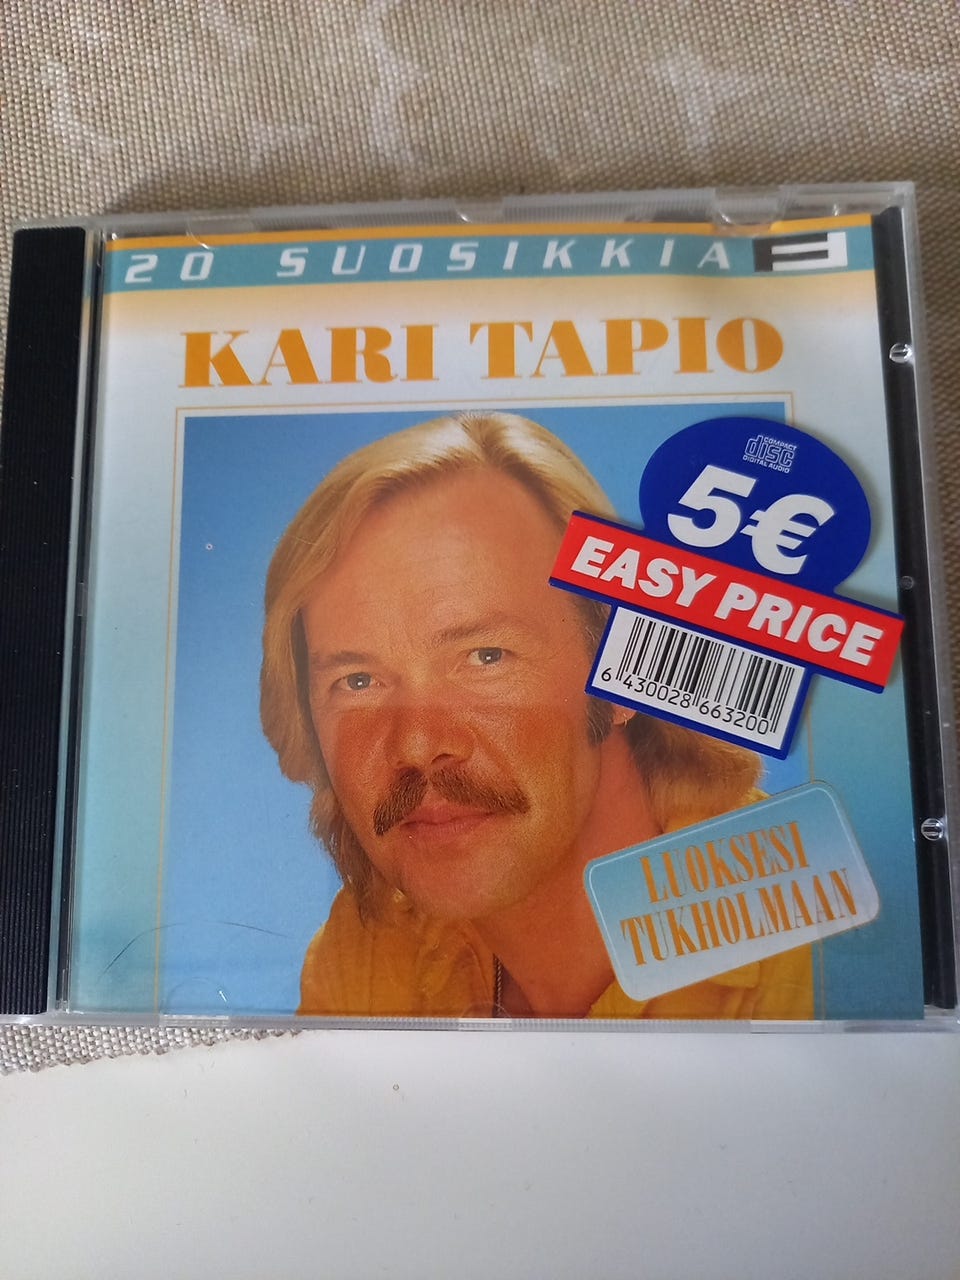 20 SUOSIKKIA
KARI TAPIO
COMPACT
disc
DIGITAL AUDIO
5€
EASY PRICE
6 430028 663200
LUOKSESI
TUKHOLMAAN